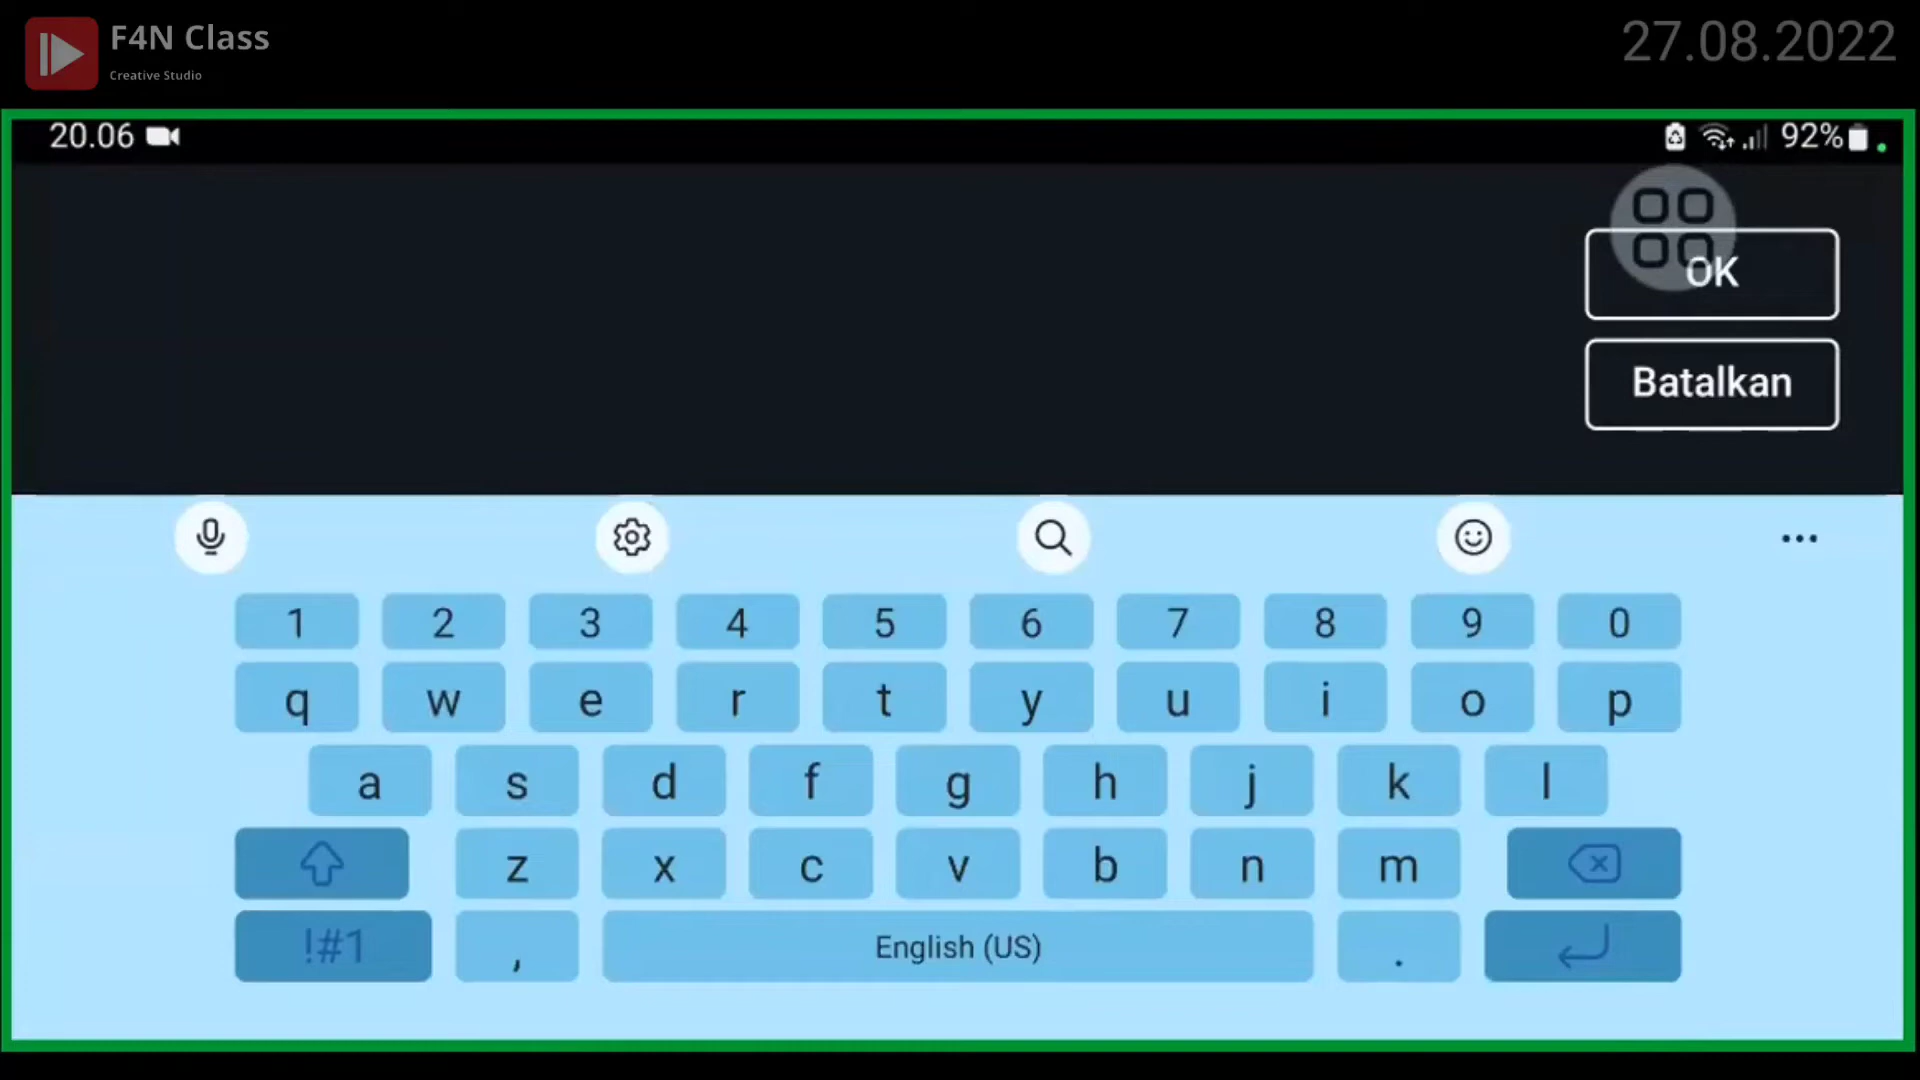 F4N Class
Creative Studio
27.08.2022
20.06
92%
OK
Batalkan
1 2 3 4 5 6 7 8 9 0
q w e r t y u i o p
a s d f g h j k l
z x c v b n m
!#1 , English (US) .